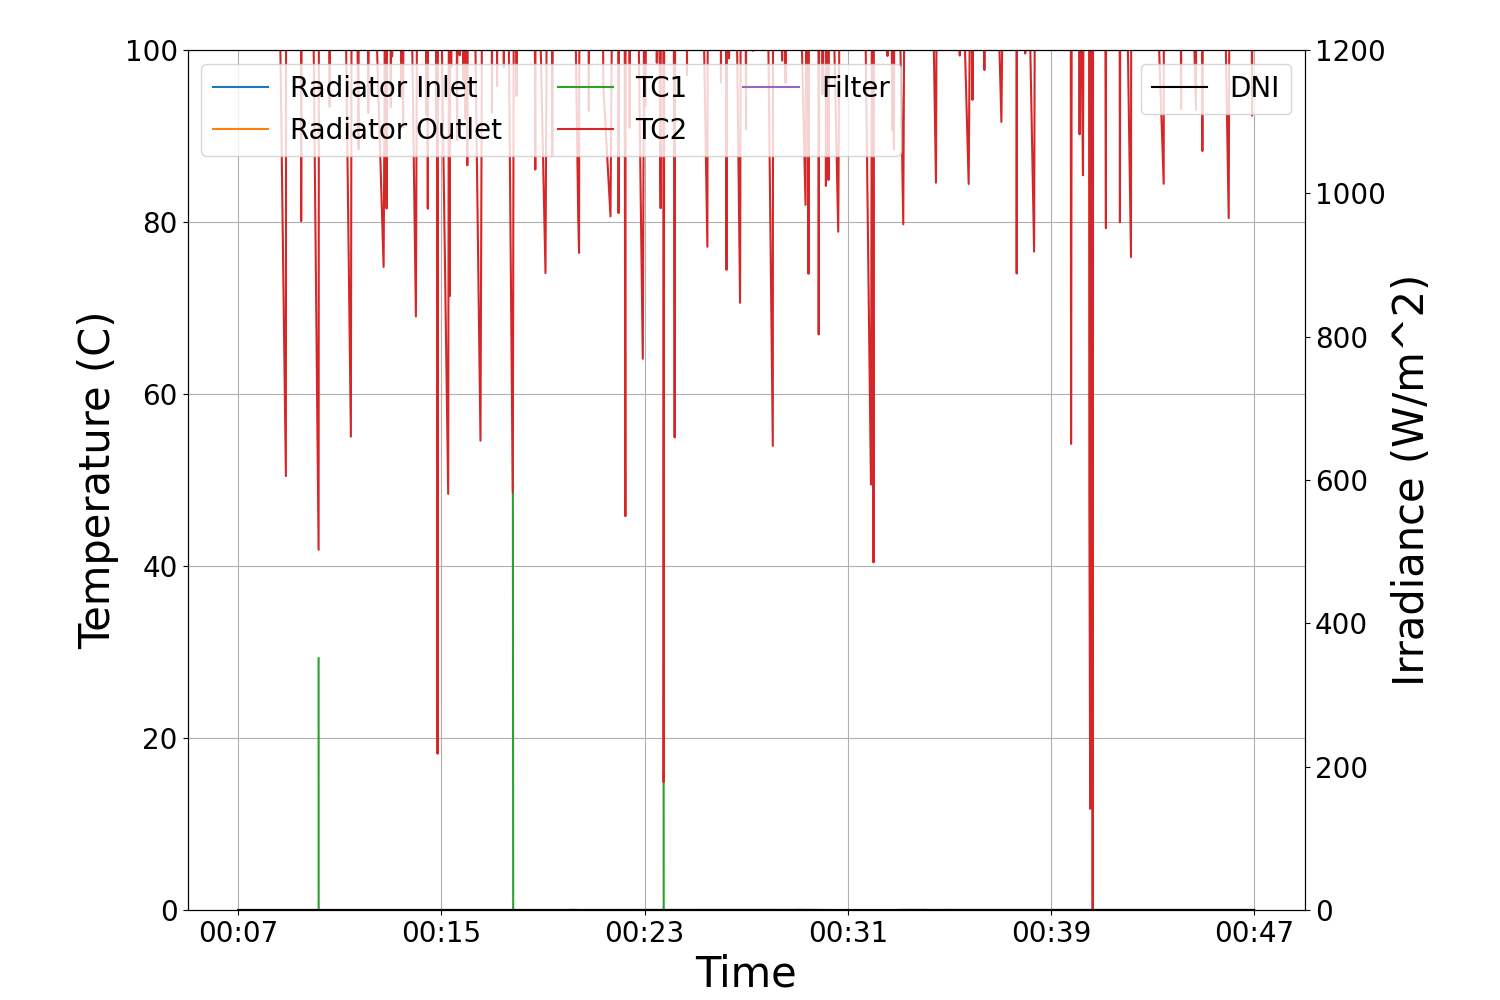 100
80
60
40
20
0
Temperature (C)
Radiator Inlet
Radiator Outlet
TC1
TC2
Filter
DNI
1200
1000
800
600
400
200
0
Irradiance (W/m^2)
00:07 00:15 00:23 00:31 00:39 00:47
Time